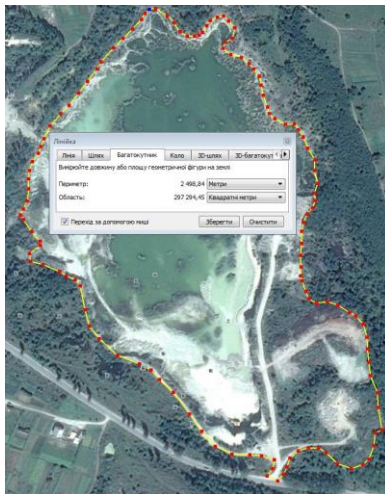 Лінійка
Лінія Шлях Багатокутник Коло 3D-шлях 3D-багатокут
Виміряйте довжину або площу геометричної фігури на землі
Периметр: 2 498,84 Метри
Область: 297 294,45 Квадратні метри
Перехід за допомогою миші Зберегти Очистити